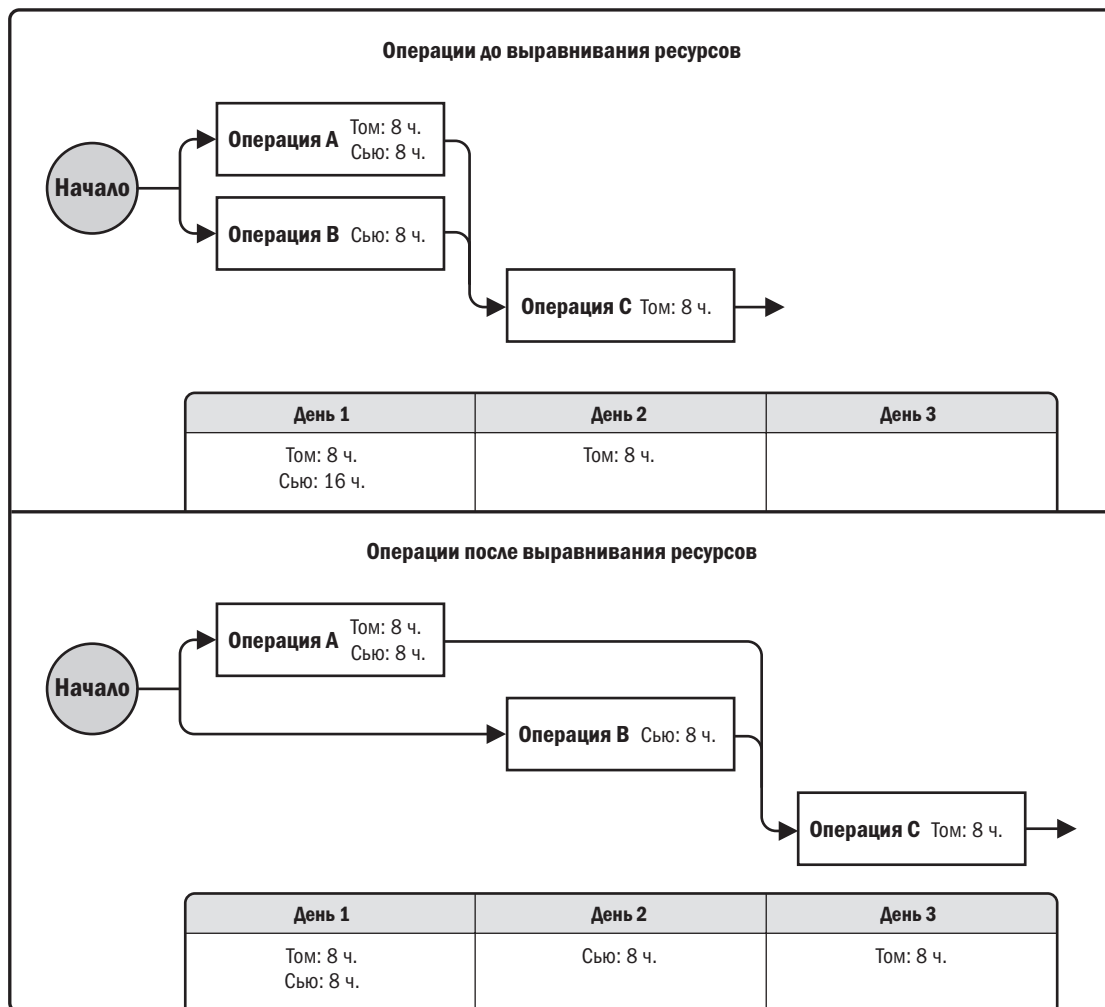 Операции до выравнивания ресурсов
Начало
Операция A
Том: 8 ч.
Сью: 8 ч.
Операция B Сью: 8 ч.
Операция C Том: 8 ч.
День 1
День 2
День 3
Том: 8 ч.
Сью: 16 ч.
Том: 8 ч.
Операции после выравнивания ресурсов
Начало
Операция A
Том: 8 ч.
Сью: 8 ч.
Операция B Сью: 8 ч.
Операция C Том: 8 ч.
День 1
День 2
День 3
Том: 8 ч.
Сью: 8 ч.
Сью: 8 ч.
Том: 8 ч.